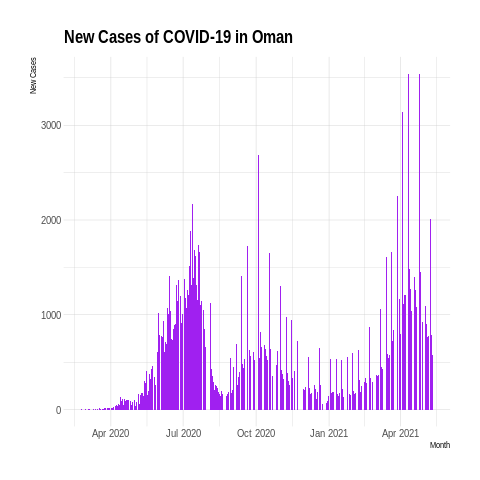 New Cases of COVID-19 in Oman
New Cases
3000
2000
1000
0
Apr 2020
Jul 2020
Oct 2020
Jan 2021
Apr 2021
Month